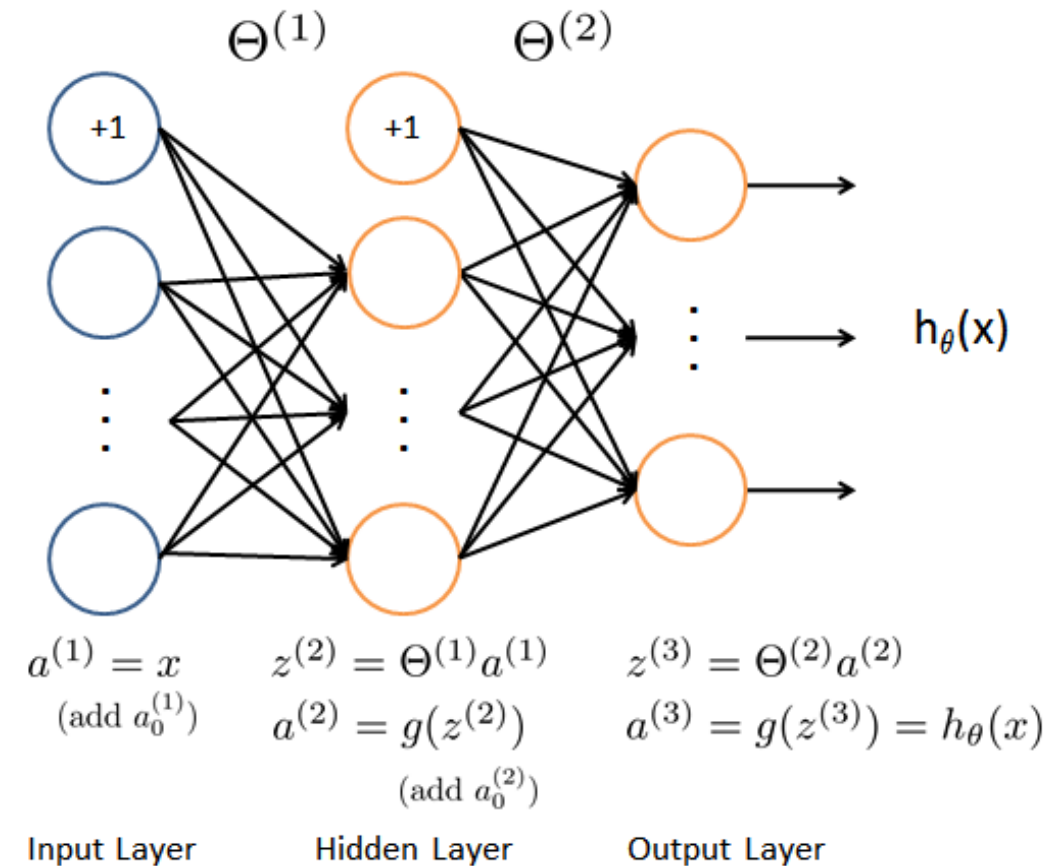 Θ^(1) Θ^(2)
+1 +1
h_θ(x)
a^(1) = x
(add a_0^(1))
z^(2) = Θ^(1)a^(1)
a^(2) = g(z^(2))
(add a_0^(2))
z^(3) = Θ^(2)a^(2)
a^(3) = g(z^(3)) = h_θ(x)
Input Layer Hidden Layer Output Layer